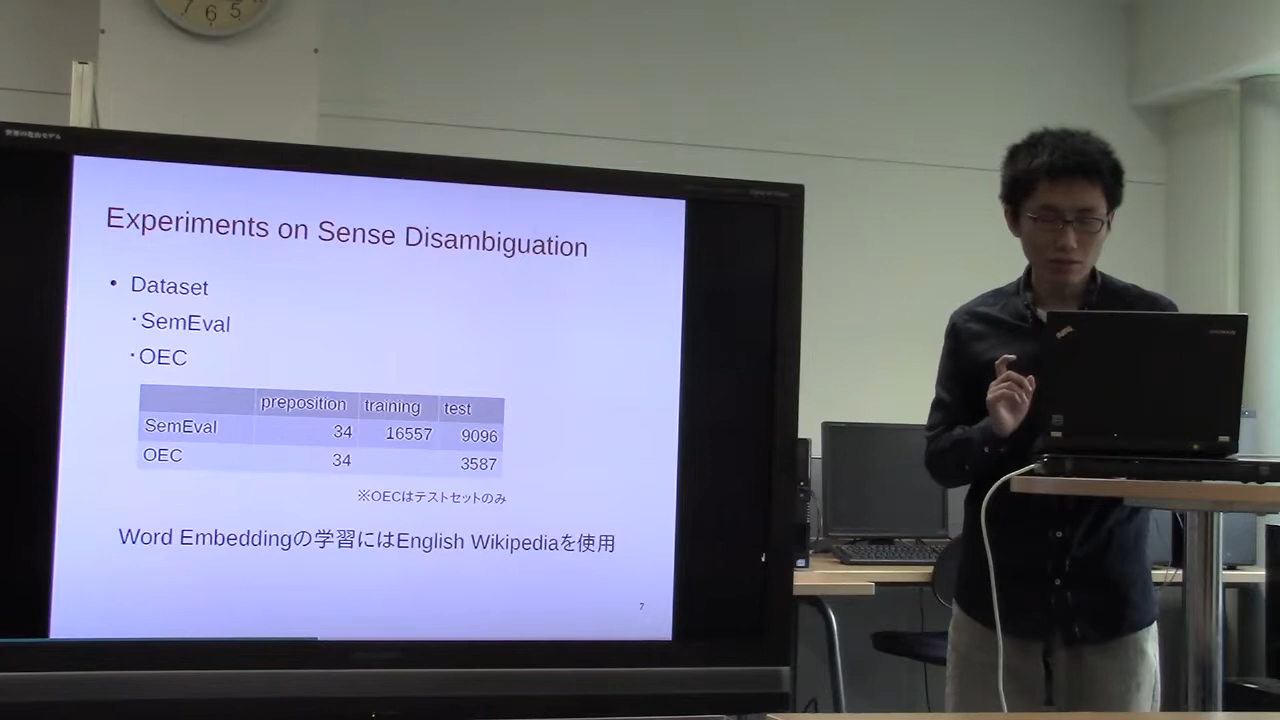 7 6 5
Experiments on Sense Disambiguation
• Dataset
・SemEval
・OEC
preposition training test
SemEval 34 16557 9096
OEC 34 3587
※OECはテストセットのみ
Word Embeddingの学習にはEnglish Wikipediaを使用
7